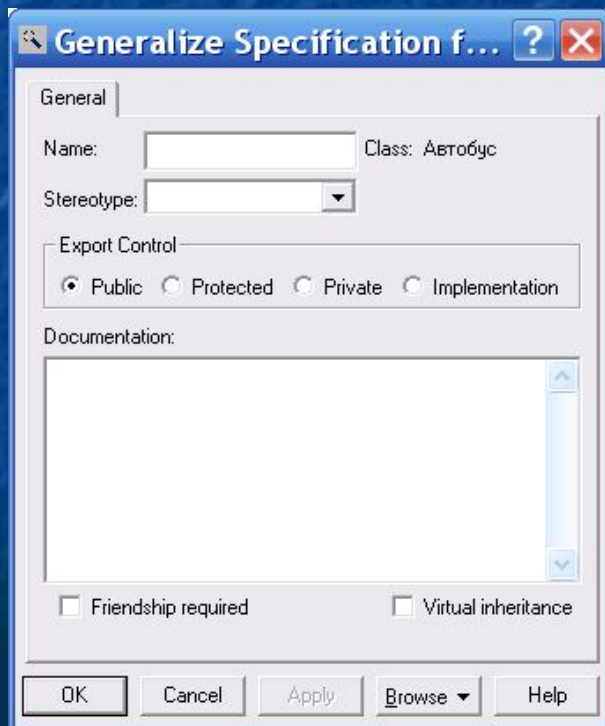 Generalize Specification f...
General
Name: Class: Автобус
Stereotype:
Export Control
Public Protected Private Implementation
Documentation:
Friendship required Virtual inheritance
OK Cancel Apply Browse Help